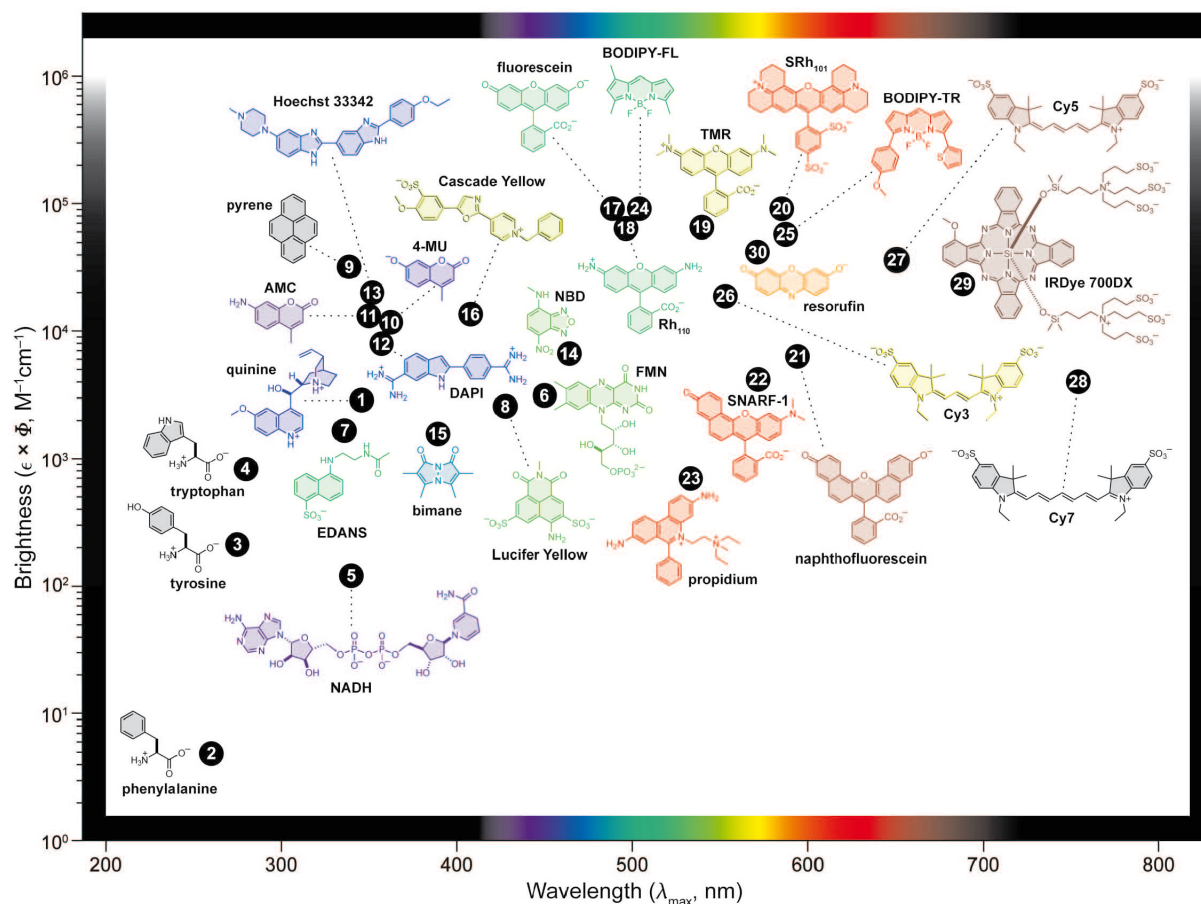 Brightness (ϵ × Φ, M⁻¹cm⁻¹)
10⁶
10⁵
10⁴
10³
10²
10¹
10⁰
200
300
400
500
600
700
800
Wavelength (λmax, nm)
Hoechst 33342
fluorescein
BODIPY-FL
SRh₁₀₁
BODIPY-TR
Cy5
TMR
Cascade Yellow
pyrene
4-MU
AMC
NBD
Rh₁₁₀
resorufin
IRDye 700DX
quinine
DAPI
FMN
SNARF-1
Cy3
tryptophan
EDANS
bimane
Lucifer Yellow
propidium
naphthofluorescein
Cy7
tyrosine
NADH
phenylalanine
17
24
18
19
20
25
30
27
29
9
13
11
10
12
16
14
26
21
22
28
1
7
8
6
15
4
3
23
5
2